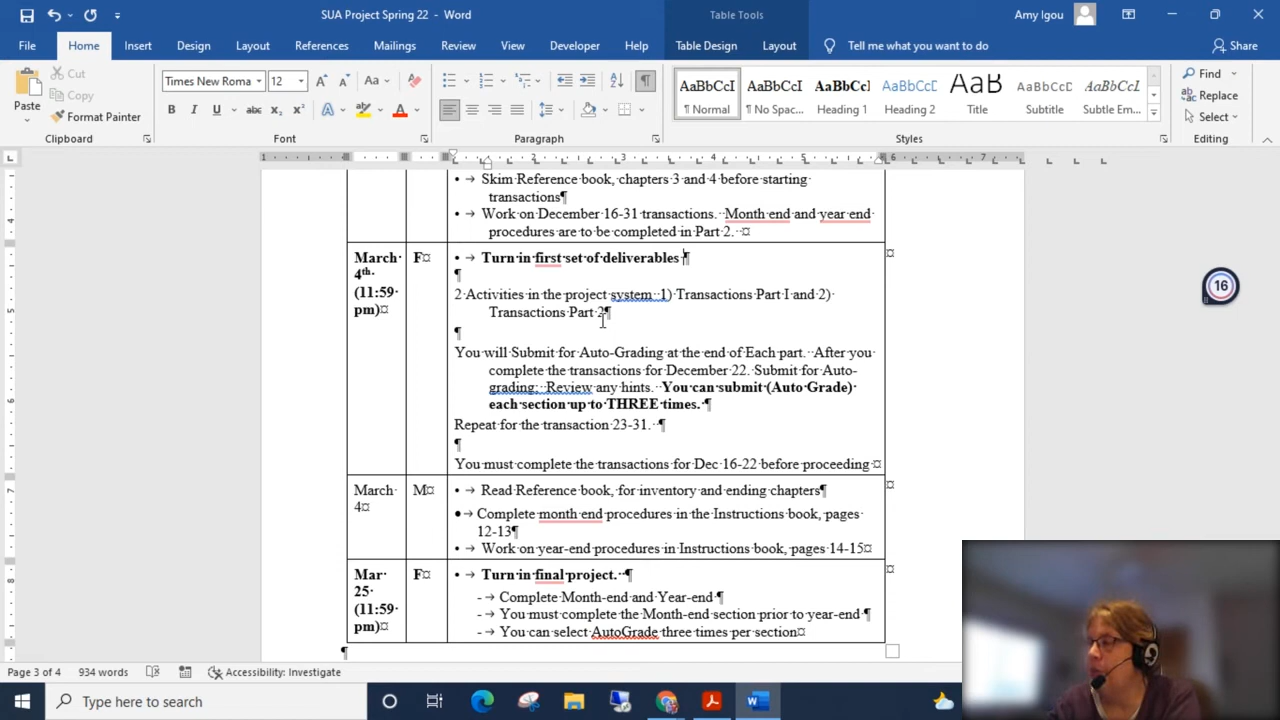 SUA Project Spring 22 - Word
Table Tools
Amy Igou
File Home Insert Design Layout References Mailings Review View Developer Help Table Design Layout Tell me what you want to do Share
Paste
Cut
Copy
Format Painter
Clipboard
Times New Roma 12
Font
Paragraph
AaBbCcI AaBbCcI AaBbCcI AaBbCcD AaB AaBbCcD AaBbCcI
¶ Normal ¶ No Spac... Heading 1 Heading 2 Title Subtitle Subtle Em...
Styles
Find
Replace
Select
Editing
1 2 3 4 5 6 7
• → Skim Reference book, chapters 3 and 4 before starting
transactions¶
• → Work on December 16-31 transactions. Month end and year end
procedures are to be completed in Part 2. ¤
March
4th
(11:59
pm)¤
F¤
• → Turn in first set of deliverables ¶
¶
2 Activities in the project system 1) Transactions Part I and 2)
Transactions Part 2¶
¶
You will Submit for Auto-Grading at the end of Each part. After you
complete the transactions for December 22. Submit for Auto-
grading; Review any hints. You can submit (Auto Grade)
each section up to THREE times. ¶
Repeat for the transaction 23-31. ¶
¶
You must complete the transactions for Dec 16-22 before proceeding ¤
March
4¤
M¤
• → Read Reference book, for inventory and ending chapters¶
• → Complete month end procedures in the Instructions book, pages
12-13¶
• → Work on year-end procedures in Instructions book, pages 14-15¤
Mar
25
(11:59
pm)¤
F¤
• → Turn in final project. ¶
- → Complete Month-end and Year-end ¶
- → You must complete the Month-end section prior to year-end ¶
- → You can select AutoGrade three times per section¤
¶
16
Page 3 of 4 934 words Accessibility: Investigate
Type here to search